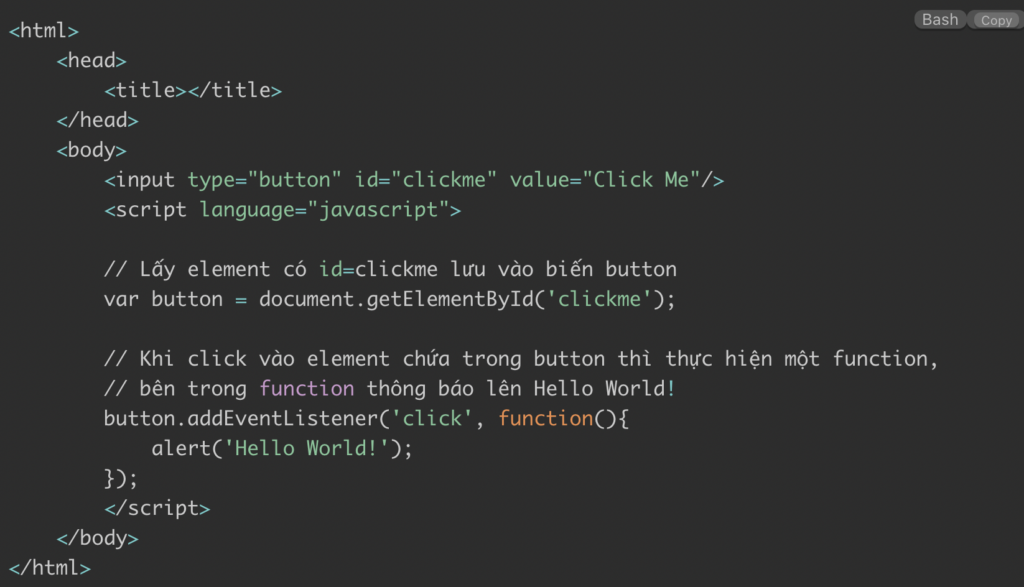 Bash Copy
<html>
    <head>
        <title></title>
    </head>
    <body>
        <input type="button" id="clickme" value="Click Me"/>
        <script language="javascript">

        // Lấy element có id=clickme lưu vào biến button
        var button = document.getElementById('clickme');

        // Khi click vào element chứa trong button thì thực hiện một function,
        // bên trong function thông báo lên Hello World!
        button.addEventListener('click', function(){
            alert('Hello World!');
        });
        </script>
    </body>
</html>